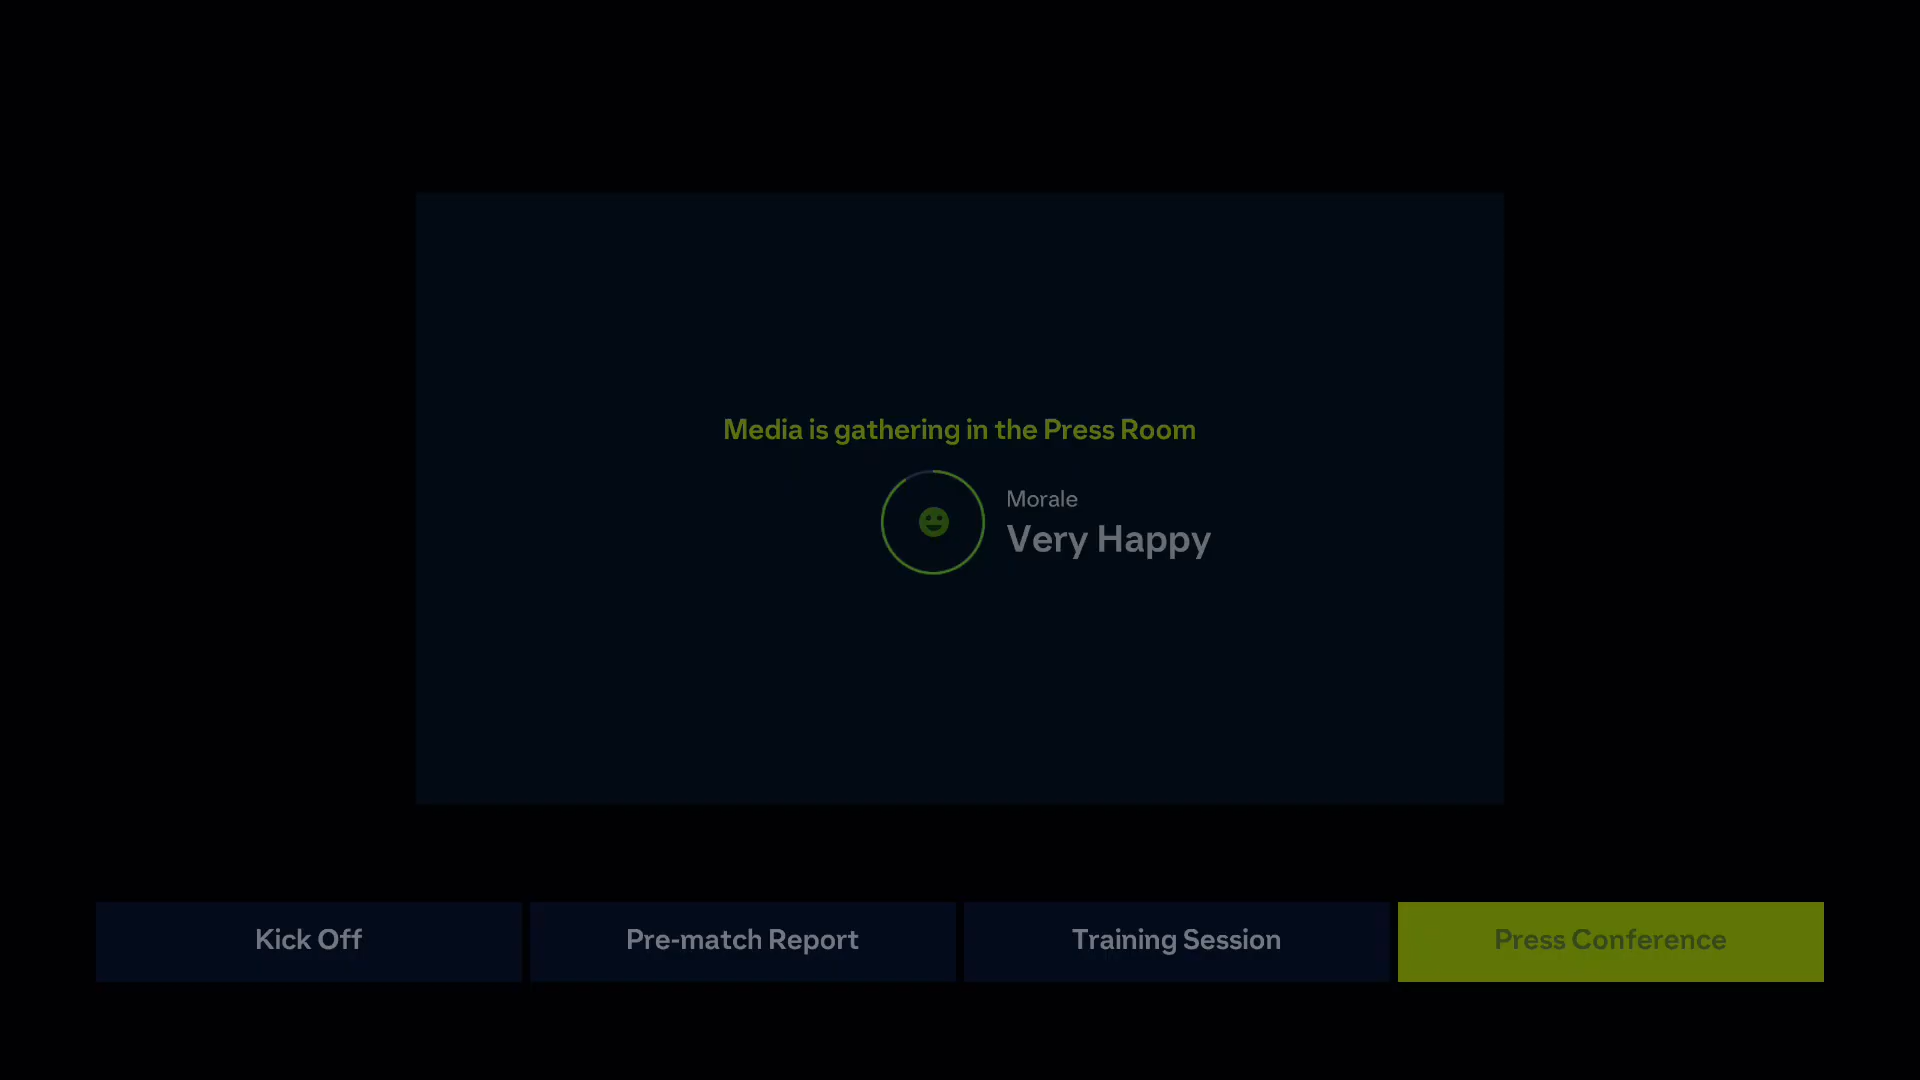 Media is gathering in the Press Room
Morale
Very Happy
Kick Off
Pre-match Report
Training Session
Press Conference